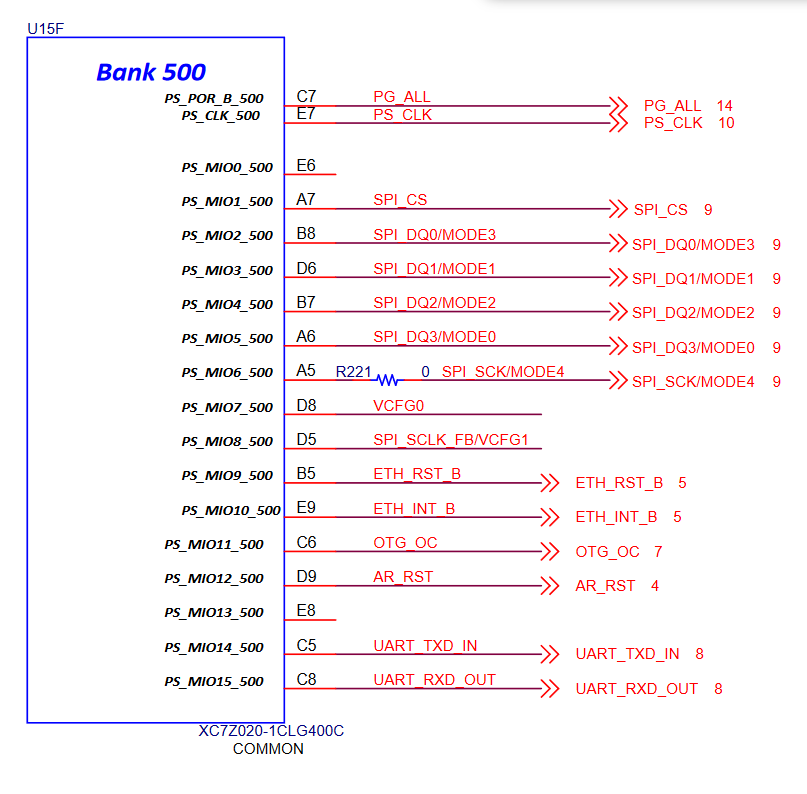 U15F
Bank 500
PS_POR_B_500 C7 PG_ALL PG_ALL 14
PS_CLK_500 E7 PS_CLK PS_CLK 10
PS_MIO0_500 E6
PS_MIO1_500 A7 SPI_CS SPI_CS 9
PS_MIO2_500 B8 SPI_DQ0/MODE3 SPI_DQ0/MODE3 9
PS_MIO3_500 D6 SPI_DQ1/MODE1 SPI_DQ1/MODE1 9
PS_MIO4_500 B7 SPI_DQ2/MODE2 SPI_DQ2/MODE2 9
PS_MIO5_500 A6 SPI_DQ3/MODE0 SPI_DQ3/MODE0 9
PS_MIO6_500 A5 R221 0 SPI_SCK/MODE4 SPI_SCK/MODE4 9
PS_MIO7_500 D8 VCFG0
PS_MIO8_500 D5 SPI_SCLK_FB/VCFG1
PS_MIO9_500 B5 ETH_RST_B ETH_RST_B 5
PS_MIO10_500 E9 ETH_INT_B ETH_INT_B 5
PS_MIO11_500 C6 OTG_OC OTG_OC 7
PS_MIO12_500 D9 AR_RST AR_RST 4
PS_MIO13_500 E8
PS_MIO14_500 C5 UART_TXD_IN UART_TXD_IN 8
PS_MIO15_500 C8 UART_RXD_OUT UART_RXD_OUT 8
XC7Z020-1CLG400C
COMMON